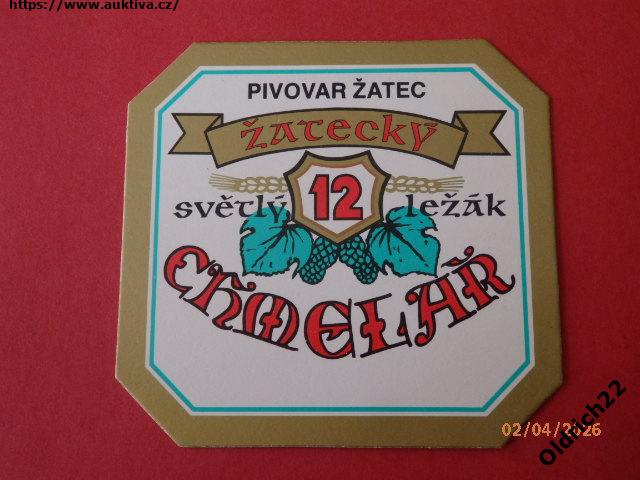 https://www.auktiva.cz/
PIVOVAR ŽATEC
žatecký
světlý 12 ležák
CHMELAŘ
02/04/2026
Oldrich22